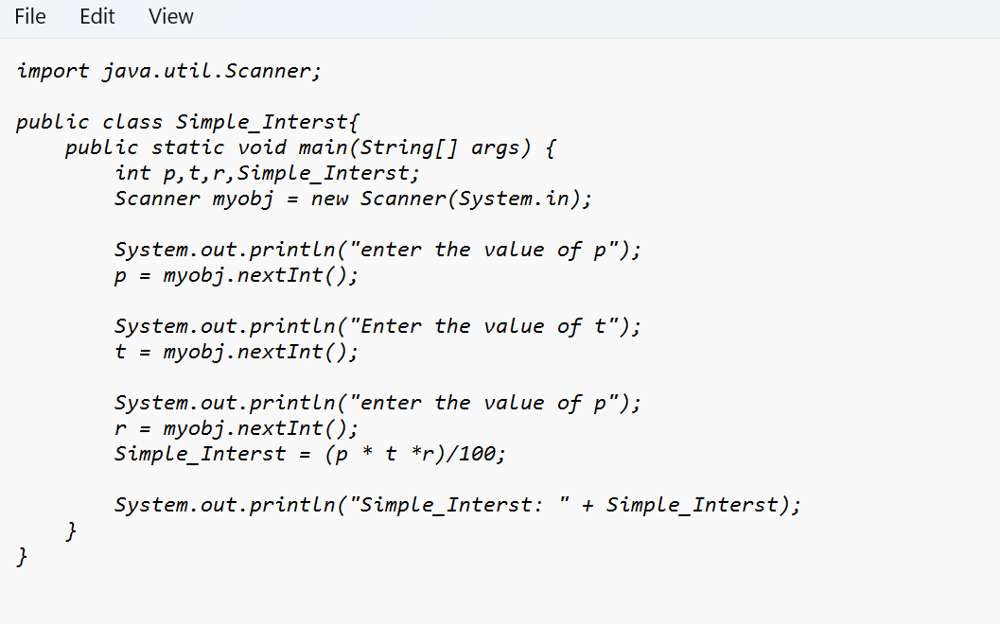 File Edit View
import java.util.Scanner;
public class Simple_Interst{
    public static void main(String[] args) {
        int p,t,r,Simple_Interst;
        Scanner myobj = new Scanner(System.in);
        System.out.println("enter the value of p");
        p = myobj.nextInt();
        System.out.println("Enter the value of t");
        t = myobj.nextInt();
        System.out.println("enter the value of p");
        r = myobj.nextInt();
        Simple_Interst = (p * t *r)/100;
        System.out.println("Simple_Interst: " + Simple_Interst);
    }
}